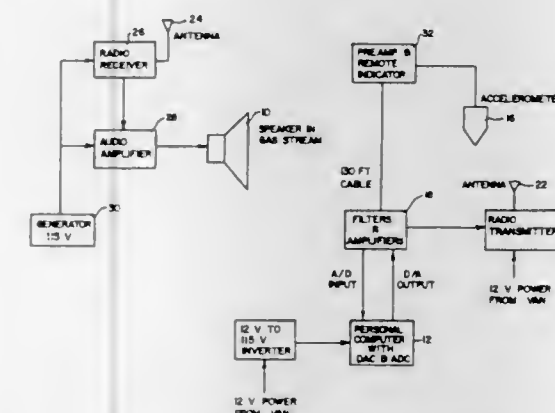 26
RADIO
RECEIVER
24
ANTENNA
28
AUDIO
AMPLIFIER
10
SPEAKER IN
GAS STREAM
30
GENERATOR
115 V
32
PREAMP &
REMOTE
INDICATOR
ACCELEROMETE
16
130 FT
CABLE
18
FILTERS
&
AMPLIFIERS
ANTENNA
22
RADIO
TRANSMITTER
12 V POWER
FROM VAN
A/D
INPUT
D/A
OUTPUT
12 V TO
115 V
INVERTER
PERSONAL
COMPUTER
WITH
DAC & ADC
12
12 V POWER
FROM VAN